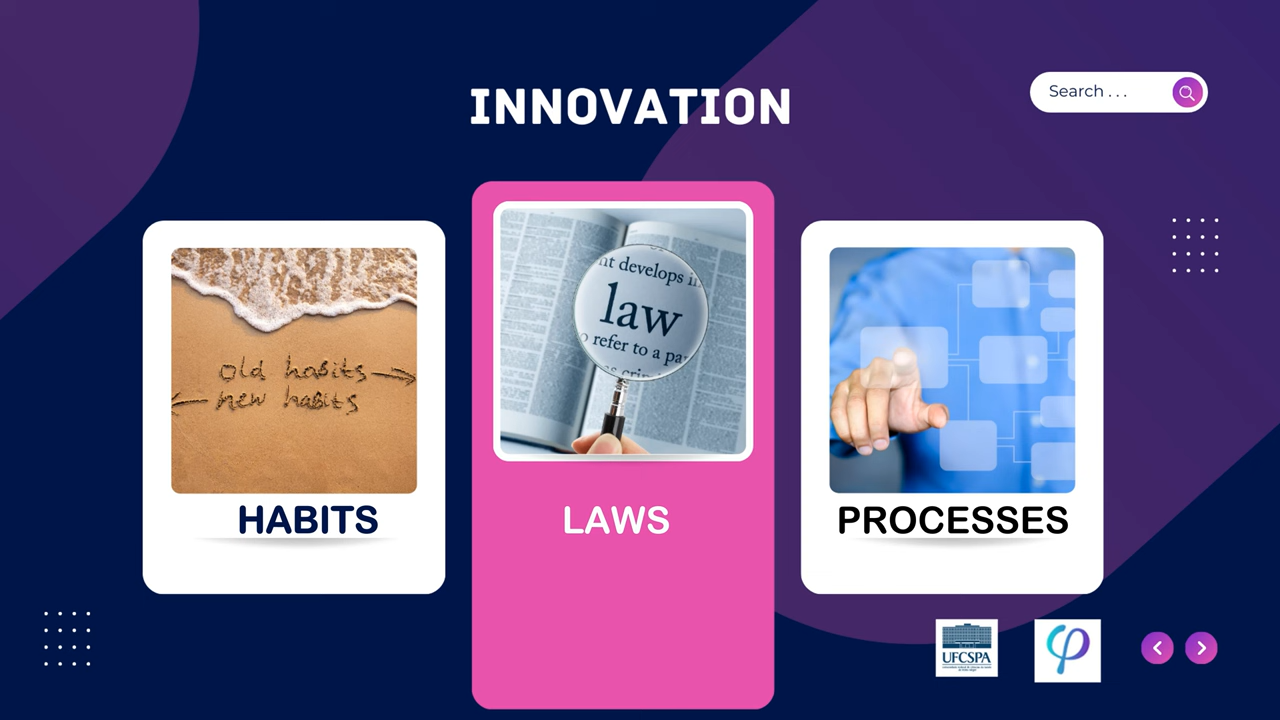 INNOVATION
Search . . .
old habits
new habits
HABITS
nt develops in
law
o refer to a pa
LAWS
PROCESSES
UFCSPA